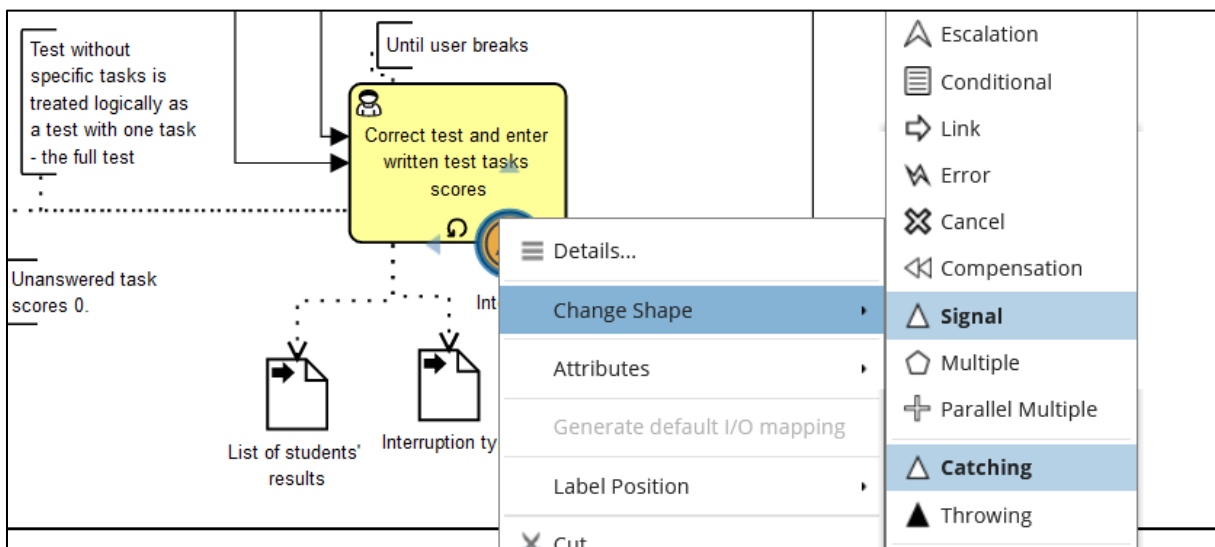 Test without
specific tasks is
treated logically as
a test with one task
- the full test
Until user breaks
Correct test and enter
written test tasks
scores
Unanswered task
scores 0.
Int
List of students'
results
Interruption ty
Details...
Change Shape
Attributes
Generate default I/O mapping
Label Position
Cut
Escalation
Conditional
Link
Error
Cancel
Compensation
Signal
Multiple
Parallel Multiple
Catching
Throwing